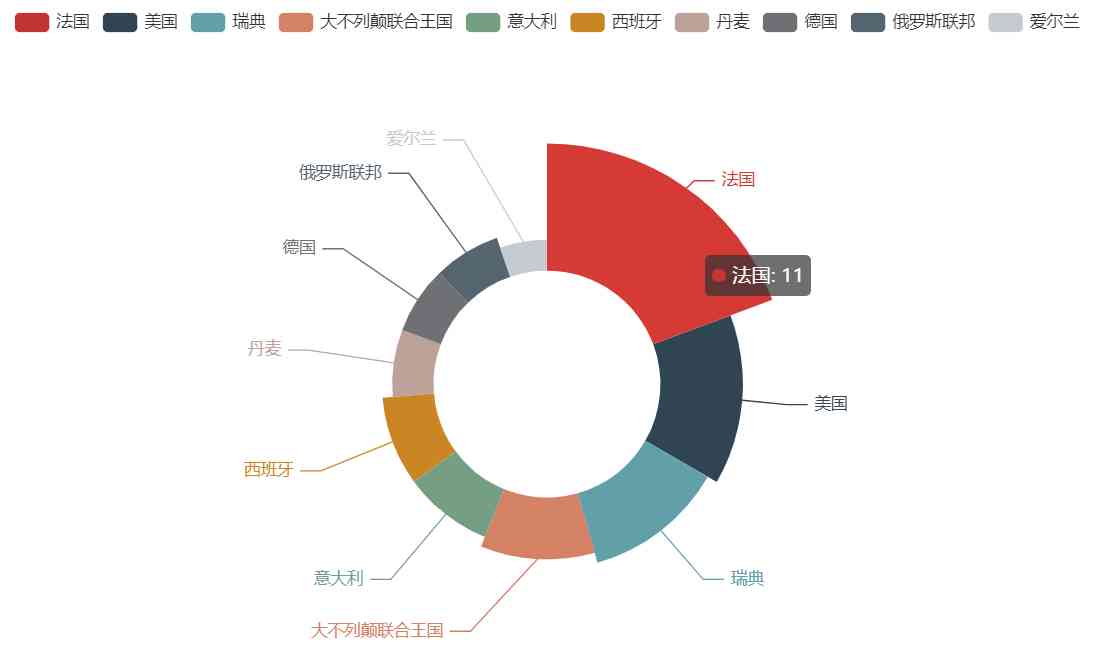 法国 美国 瑞典 大不列颠联合王国 意大利 西班牙 丹麦 德国 俄罗斯联邦 爱尔兰
爱尔兰
俄罗斯联邦
法国
德国
法国: 11
丹麦
美国
西班牙
意大利
瑞典
大不列颠联合王国